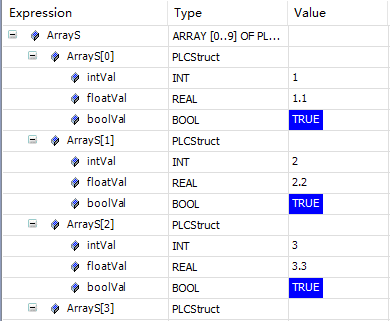 Expression Type Value
ArrayS ARRAY [0..9] OF PL...
ArrayS[0] PLCStruct
intVal INT 1
floatVal REAL 1.1
boolVal BOOL TRUE
ArrayS[1] PLCStruct
intVal INT 2
floatVal REAL 2.2
boolVal BOOL TRUE
ArrayS[2] PLCStruct
intVal INT 3
floatVal REAL 3.3
boolVal BOOL TRUE
ArrayS[3] PLCStruct